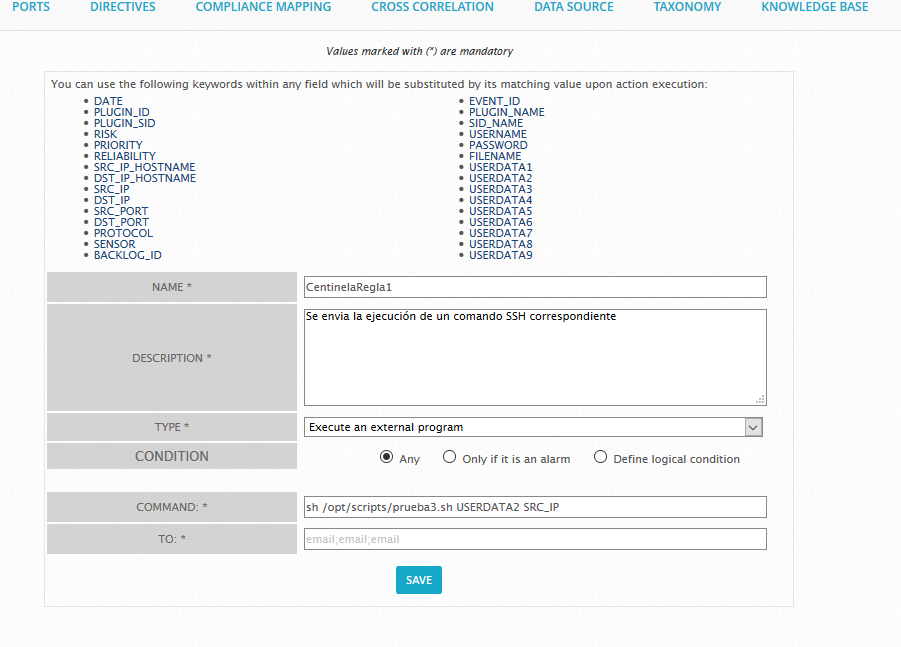 PORTS DIRECTIVES COMPLIANCE MAPPING CROSS CORRELATION DATA SOURCE TAXONOMY KNOWLEDGE BASE
Values marked with (*) are mandatory
You can use the following keywords within any field which will be substituted by its matching value upon action execution:
DATE
PLUGIN_ID
PLUGIN_SID
RISK
PRIORITY
RELIABILITY
SRC_IP_HOSTNAME
DST_IP_HOSTNAME
SRC_IP
DST_IP
SRC_PORT
DST_PORT
PROTOCOL
SENSOR
BACKLOG_ID
EVENT_ID
PLUGIN_NAME
SID_NAME
USERNAME
PASSWORD
FILENAME
USERDATA1
USERDATA2
USERDATA3
USERDATA4
USERDATA5
USERDATA6
USERDATA7
USERDATA8
USERDATA9
NAME * CentinelaRegla1
DESCRIPTION * Se envia la ejecución de un comando SSH correspondiente
TYPE * Execute an external program
CONDITION Any Only if it is an alarm Define logical condition
COMMAND: * sh /opt/scripts/prueba3.sh USERDATA2 SRC_IP
TO: * email;email;email
SAVE